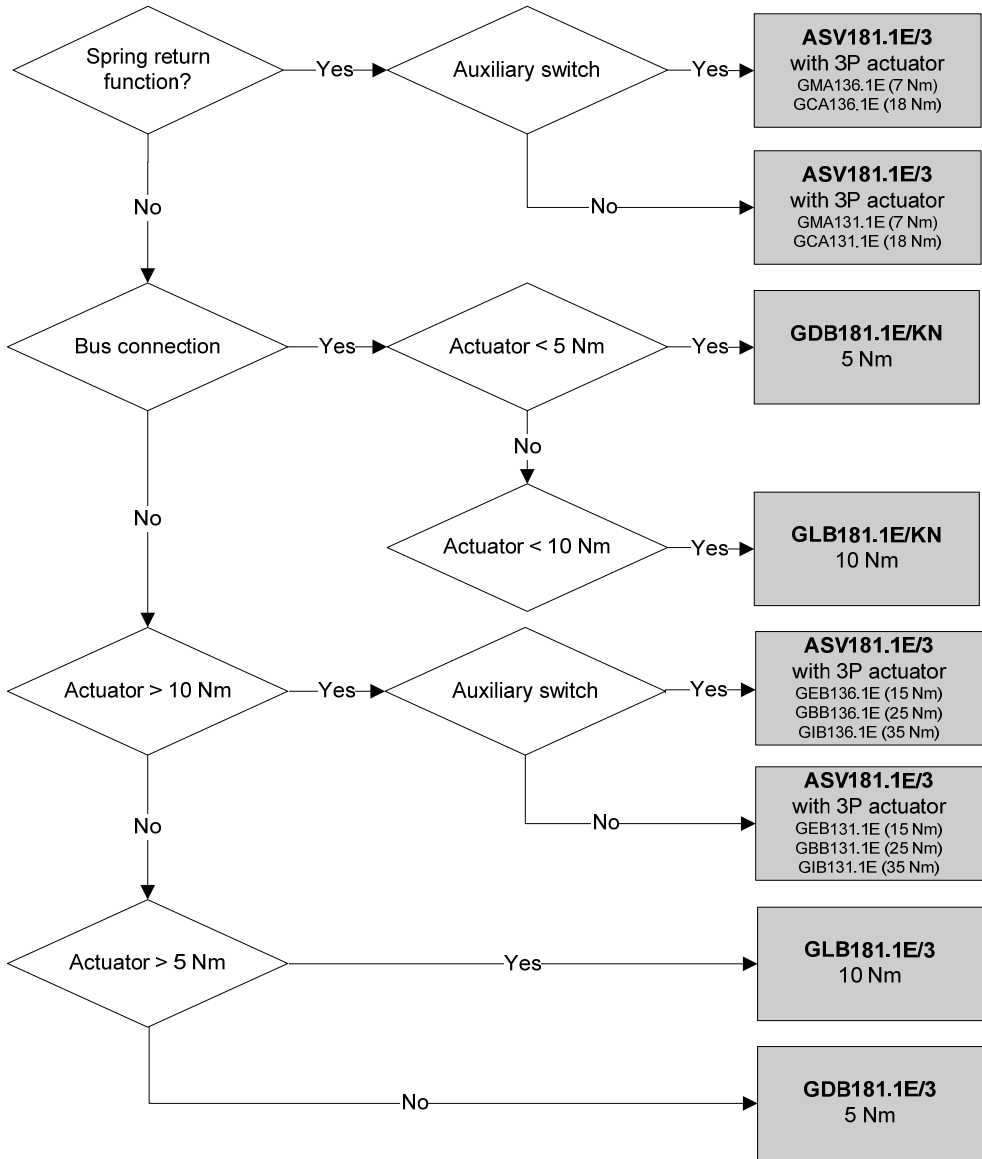 Spring return
function?
Yes
Auxiliary switch
Yes
ASV181.1E/3
with 3P actuator
GMA136.1E (7 Nm)
GCA136.1E (18 Nm)
No
No
ASV181.1E/3
with 3P actuator
GMA131.1E (7 Nm)
GCA131.1E (18 Nm)
Bus connection
Yes
Actuator < 5 Nm
Yes
GDB181.1E/KN
5 Nm
No
No
Actuator < 10 Nm
Yes
GLB181.1E/KN
10 Nm
Actuator > 10 Nm
Yes
Auxiliary switch
Yes
ASV181.1E/3
with 3P actuator
GEB136.1E (15 Nm)
GBB136.1E (25 Nm)
GIB136.1E (35 Nm)
No
No
ASV181.1E/3
with 3P actuator
GEB131.1E (15 Nm)
GBB131.1E (25 Nm)
GIB131.1E (35 Nm)
Actuator > 5 Nm
Yes
GLB181.1E/3
10 Nm
No
GDB181.1E/3
5 Nm